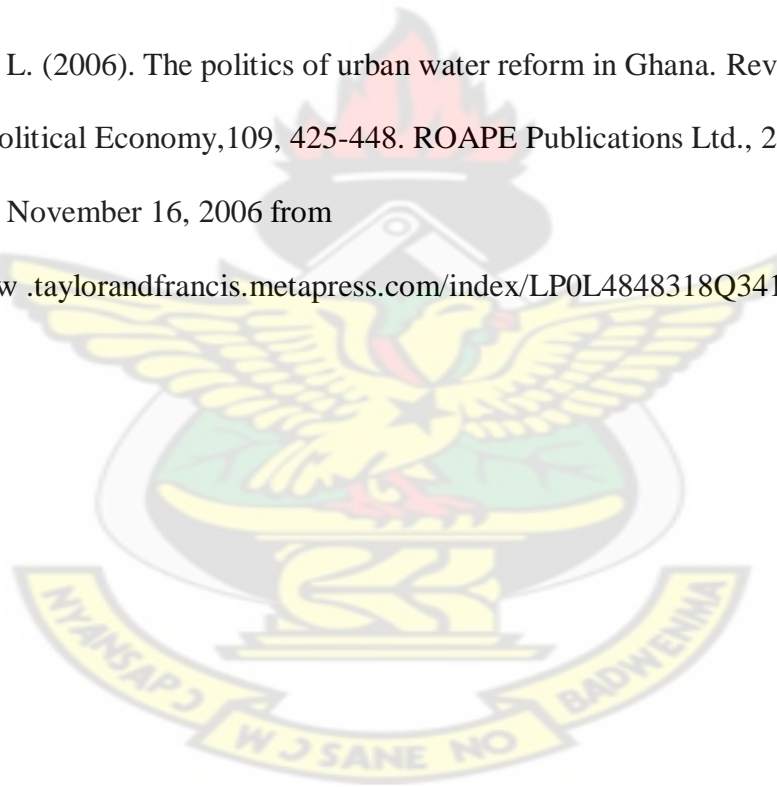 L. (2006). The politics of urban water reform in Ghana. Rev
olitical Economy,109, 425-448. ROAPE Publications Ltd., 2
November 16, 2006 from
w .taylorandfrancis.metapress.com/index/LP0L4848318Q341
NYANSAPƆ
WƆSANE NO
BADWENMA